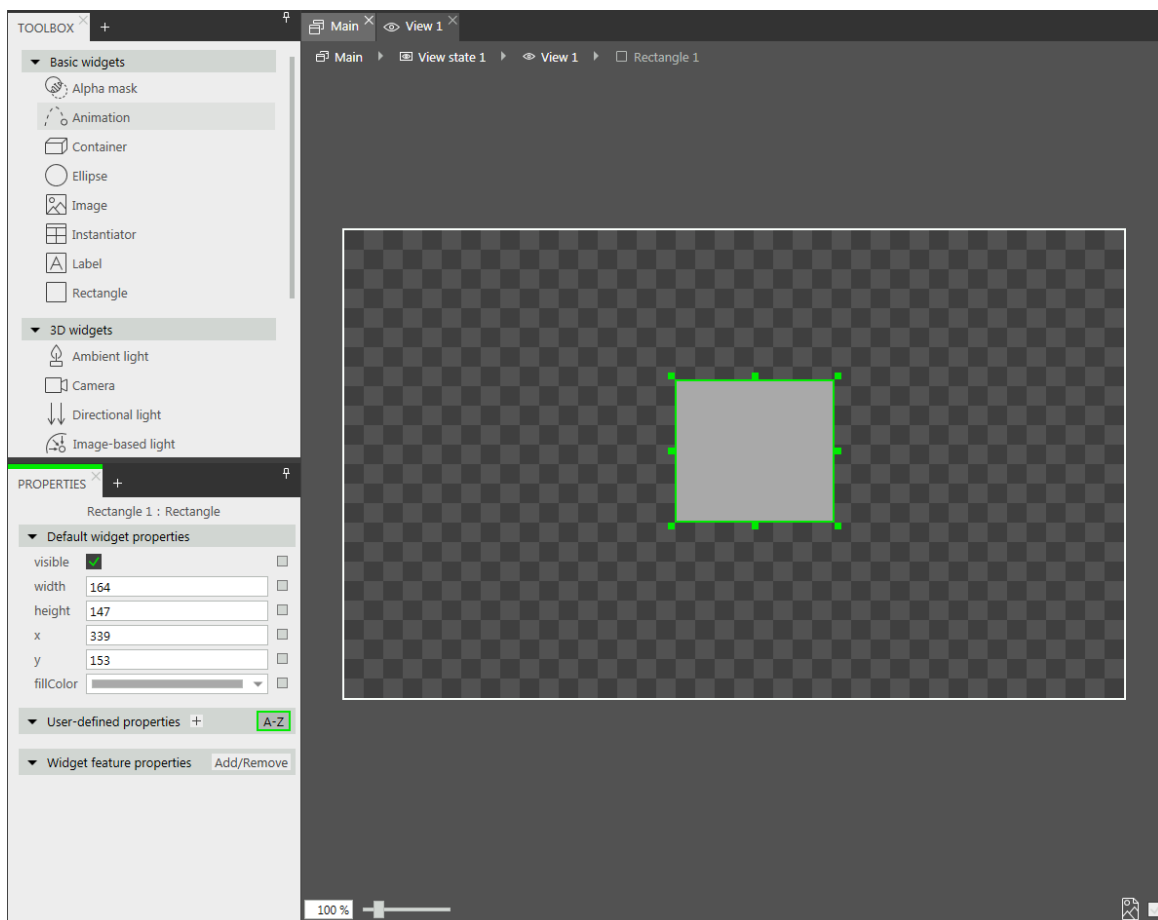 TOOLBOX
Main
View 1
Main
View state 1
View 1
Rectangle 1
Basic widgets
Alpha mask
Animation
Container
Ellipse
Image
Instantiator
Label
Rectangle
3D widgets
Ambient light
Camera
Directional light
Image-based light
PROPERTIES
Rectangle 1 : Rectangle
Default widget properties
visible
width 164
height 147
x 339
y 153
fillColor
User-defined properties + A-Z
Widget feature properties Add/Remove
100 %